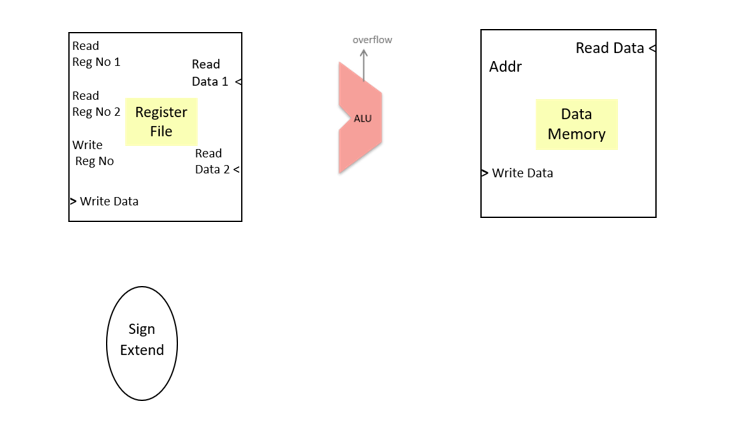 Read
Reg No 1
Read
Reg No 2
Write
Reg No
> Write Data
Register
File
Read
Data 1 <
Read
Data 2 <
overflow
ALU
Read Data <
Addr
Data
Memory
> Write Data
Sign
Extend